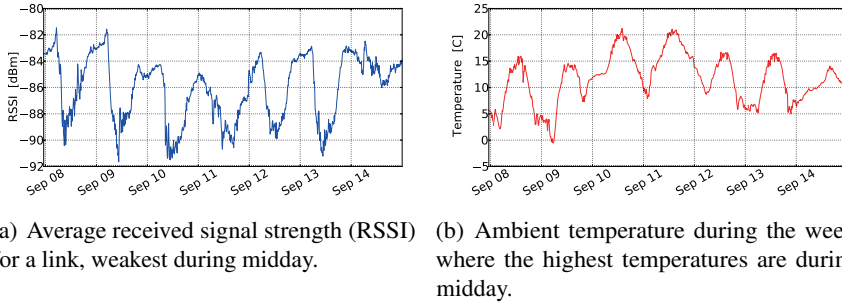 −80
−82
−84
−86
−88
−90
−92
RSSI [dBm]
Sep 08
Sep 09
Sep 10
Sep 11
Sep 12
Sep 13
Sep 14
25
20
15
10
5
0
−5
Temperature [C]
Sep 08
Sep 09
Sep 10
Sep 11
Sep 12
Sep 13
Sep 14
a) Average received signal strength (RSSI)
or a link, weakest during midday.
(b) Ambient temperature during the wee
where the highest temperatures are durin
midday.